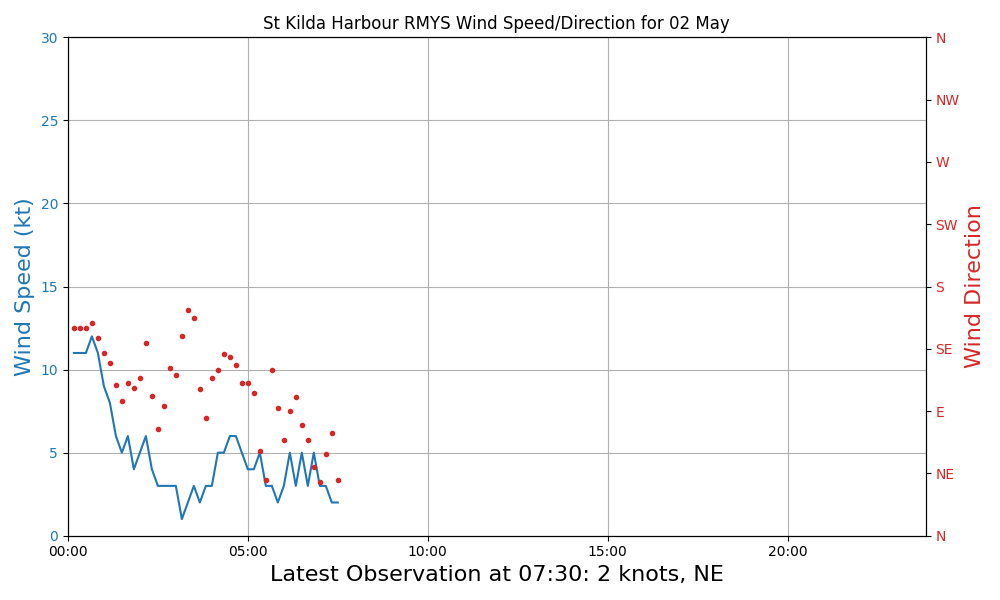 St Kilda Harbour RMYS Wind Speed/Direction for 02 May
Wind Speed (kt)
30
25
20
15
10
5
0
N
NW
W
SW
S
SE
E
NE
N
Wind Direction
00:00 05:00 10:00 15:00 20:00
Latest Observation at 07:30: 2 knots, NE